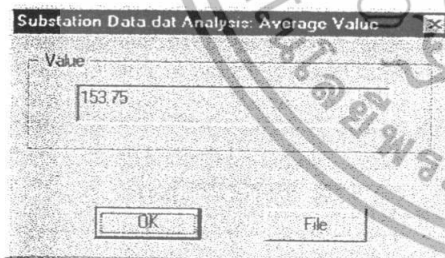 Substation Data dat Analysis: Average Value
Value
153.75
OK
File